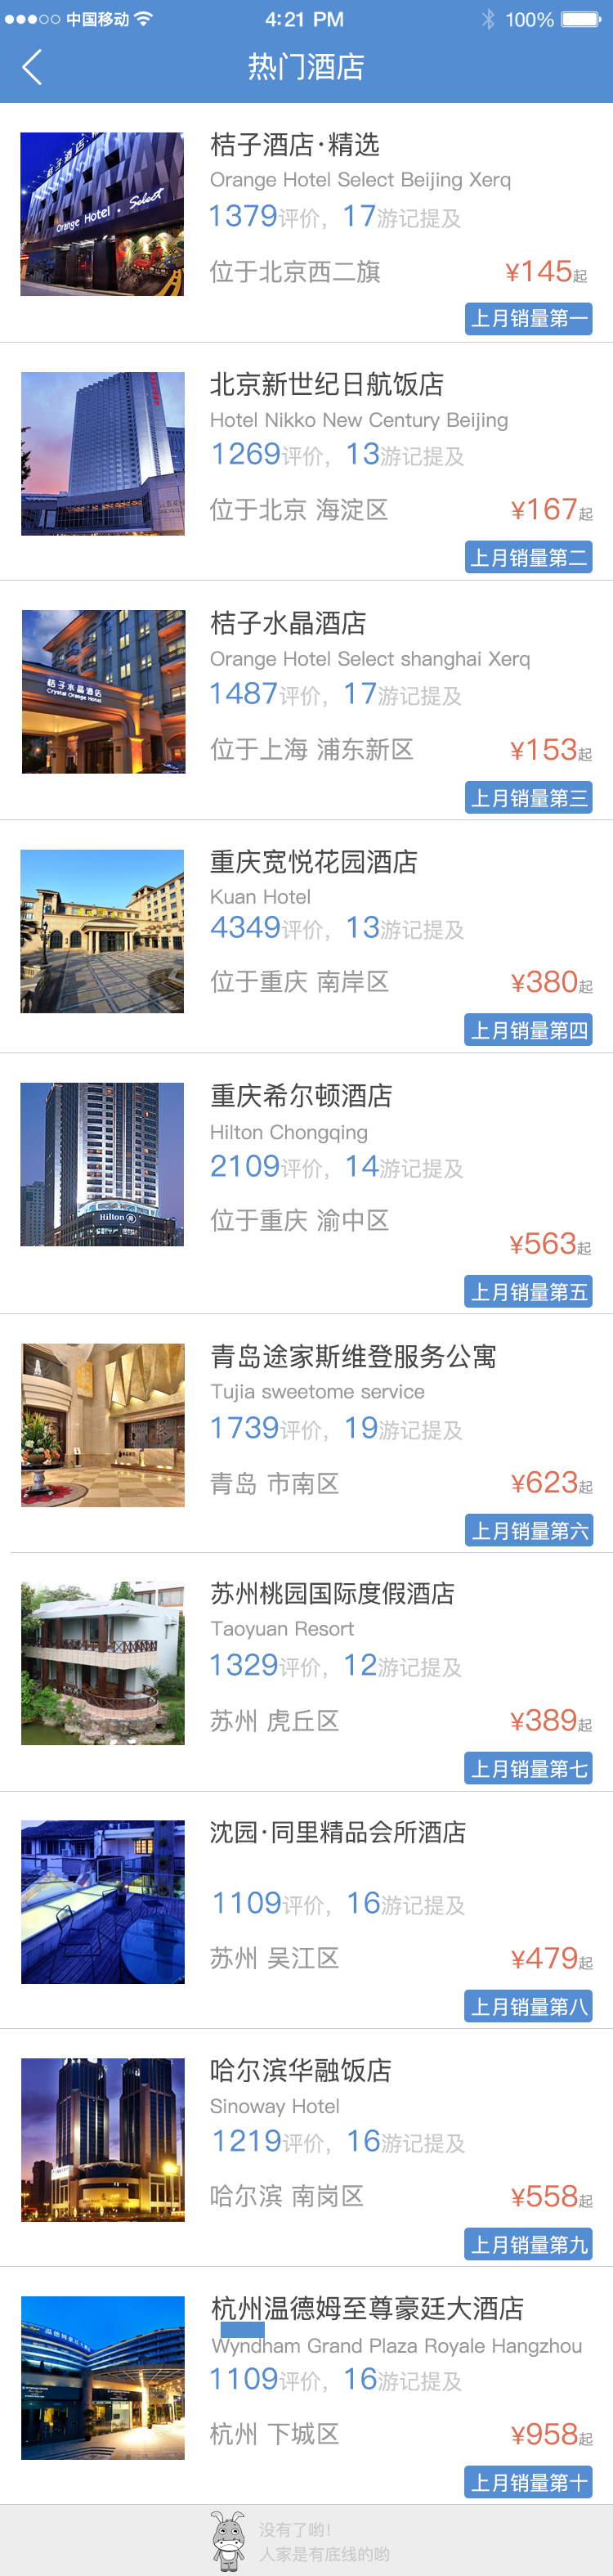 中国移动
4:21 PM
100%
热门酒店
桔子酒店
Orange Hotel . Select
桔子酒店·精选
Orange Hotel Select Beijing Xerq
1379评价，17游记提及
位于北京西二旗
¥145起
上月销量第一
北京新世纪日航饭店
Hotel Nikko New Century Beijing
1269评价，13游记提及
位于北京 海淀区
¥167起
上月销量第二
桔子水晶酒店
Crystal Orange Hotel
桔子水晶酒店
Orange Hotel Select shanghai Xerq
1487评价，17游记提及
位于上海 浦东新区
¥153起
上月销量第三
重庆宽悦花园酒店
Kuan Hotel
4349评价，13游记提及
位于重庆 南岸区
¥380起
上月销量第四
Hilton
重庆希尔顿酒店
Hilton Chongqing
2109评价，14游记提及
位于重庆 渝中区
¥563起
上月销量第五
青岛途家斯维登服务公寓
Tujia sweetome service
1739评价，19游记提及
青岛 市南区
¥623起
上月销量第六
苏州桃园国际度假酒店
Taoyuan Resort
1329评价，12游记提及
苏州 虎丘区
¥389起
上月销量第七
沈园·同里精品会所酒店
1109评价，16游记提及
苏州 吴江区
¥479起
上月销量第八
哈尔滨华融饭店
Sinoway Hotel
1219评价，16游记提及
哈尔滨 南岗区
¥558起
上月销量第九
杭州温德姆至尊豪廷大酒店
Wyndham Grand Plaza Royale Hangzhou
1109评价，16游记提及
杭州 下城区
¥958起
上月销量第十
没有了哟！
人家是有底线的哟